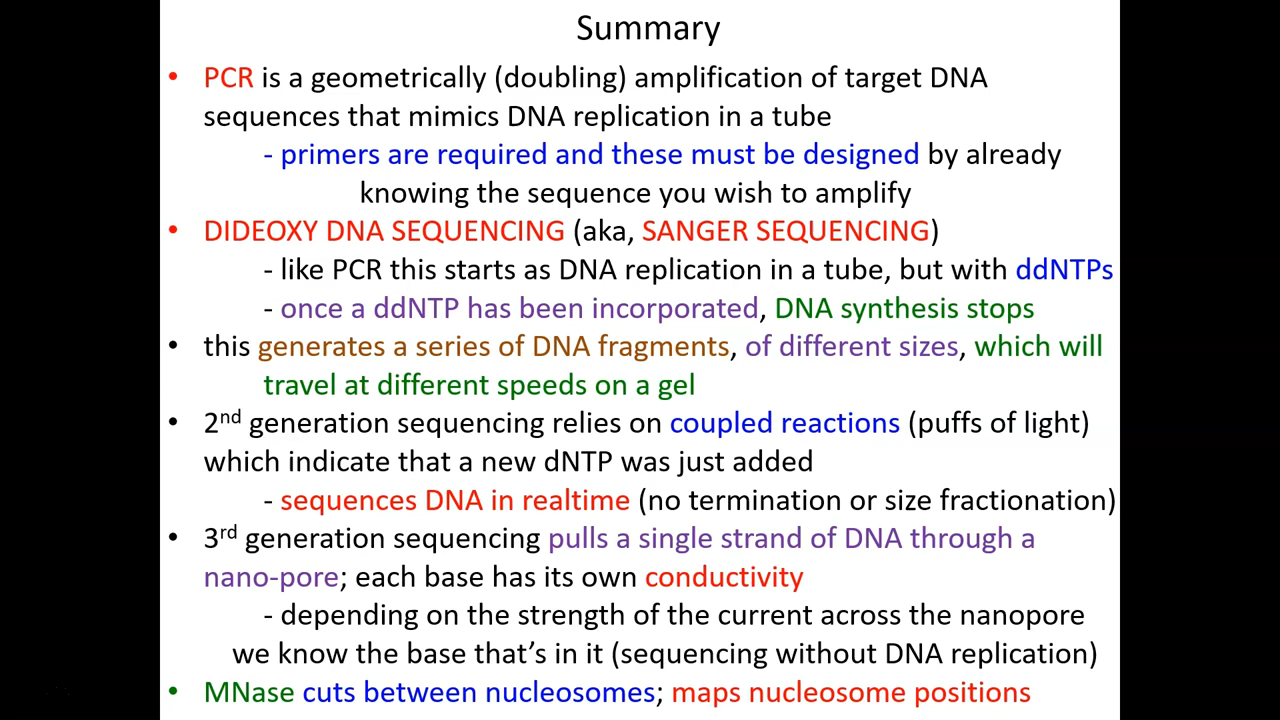 Summary
• PCR is a geometrically (doubling) amplification of target DNA
sequences that mimics DNA replication in a tube
- primers are required and these must be designed by already
knowing the sequence you wish to amplify
• DIDEOXY DNA SEQUENCING (aka, SANGER SEQUENCING)
- like PCR this starts as DNA replication in a tube, but with ddNTPs
- once a ddNTP has been incorporated, DNA synthesis stops
• this generates a series of DNA fragments, of different sizes, which will
travel at different speeds on a gel
• 2nd generation sequencing relies on coupled reactions (puffs of light)
which indicate that a new dNTP was just added
- sequences DNA in realtime (no termination or size fractionation)
• 3rd generation sequencing pulls a single strand of DNA through a
nano-pore; each base has its own conductivity
- depending on the strength of the current across the nanopore
we know the base that’s in it (sequencing without DNA replication)
• MNase cuts between nucleosomes; maps nucleosome positions